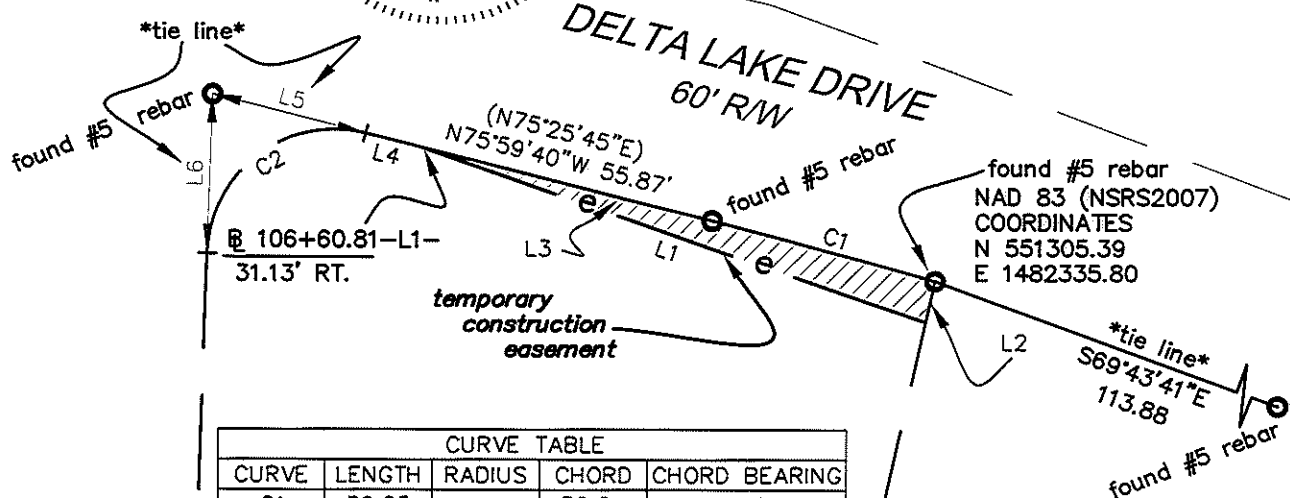 *tie line*
DELTA LAKE DRIVE
60' R/W
L5
found #5 rebar
(N75°25'45"E)
N75°59'40"W 55.87'
L6
C2
L4
found #5 rebar
found #5 rebar
NAD 83 (NSRS2007)
COORDINATES
N 551305.39
E 1482335.80
e
C1
L3
L1
e
BL 106+60.81-L1-
31.13' RT.
temporary
construction
easement
L2
*tie line*
S69°43'41"E
113.88
found #5 rebar
CURVE TABLE
CURVE LENGTH RADIUS CHORD CHORD BEARING